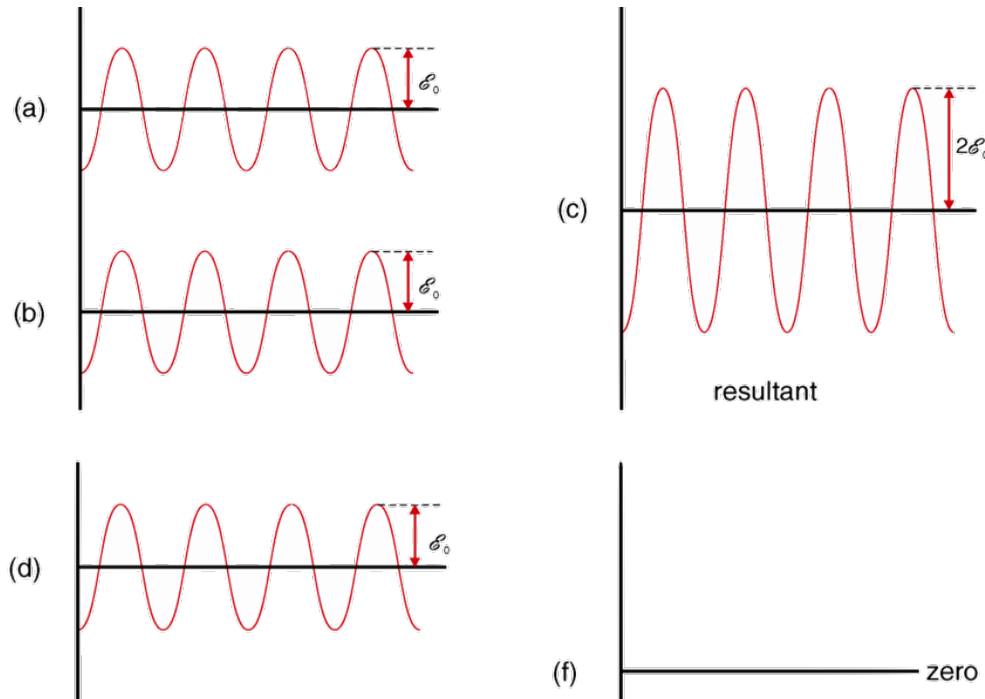 (a)
ℰ₀
(b)
ℰ₀
(c)
2ℰ₀
resultant
(d)
ℰ₀
(f)
zero